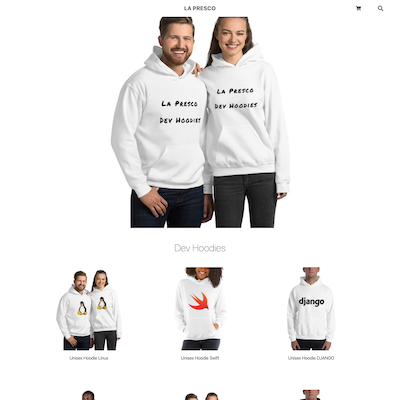 LA PRESCO
La Presco
Dev Hoodies
La Presco
Dev Hoodies
Dev Hoodies
django
Unisex Hoodie Linux
Unisex Hoodie Swift
Unisex Hoodie DJANGO